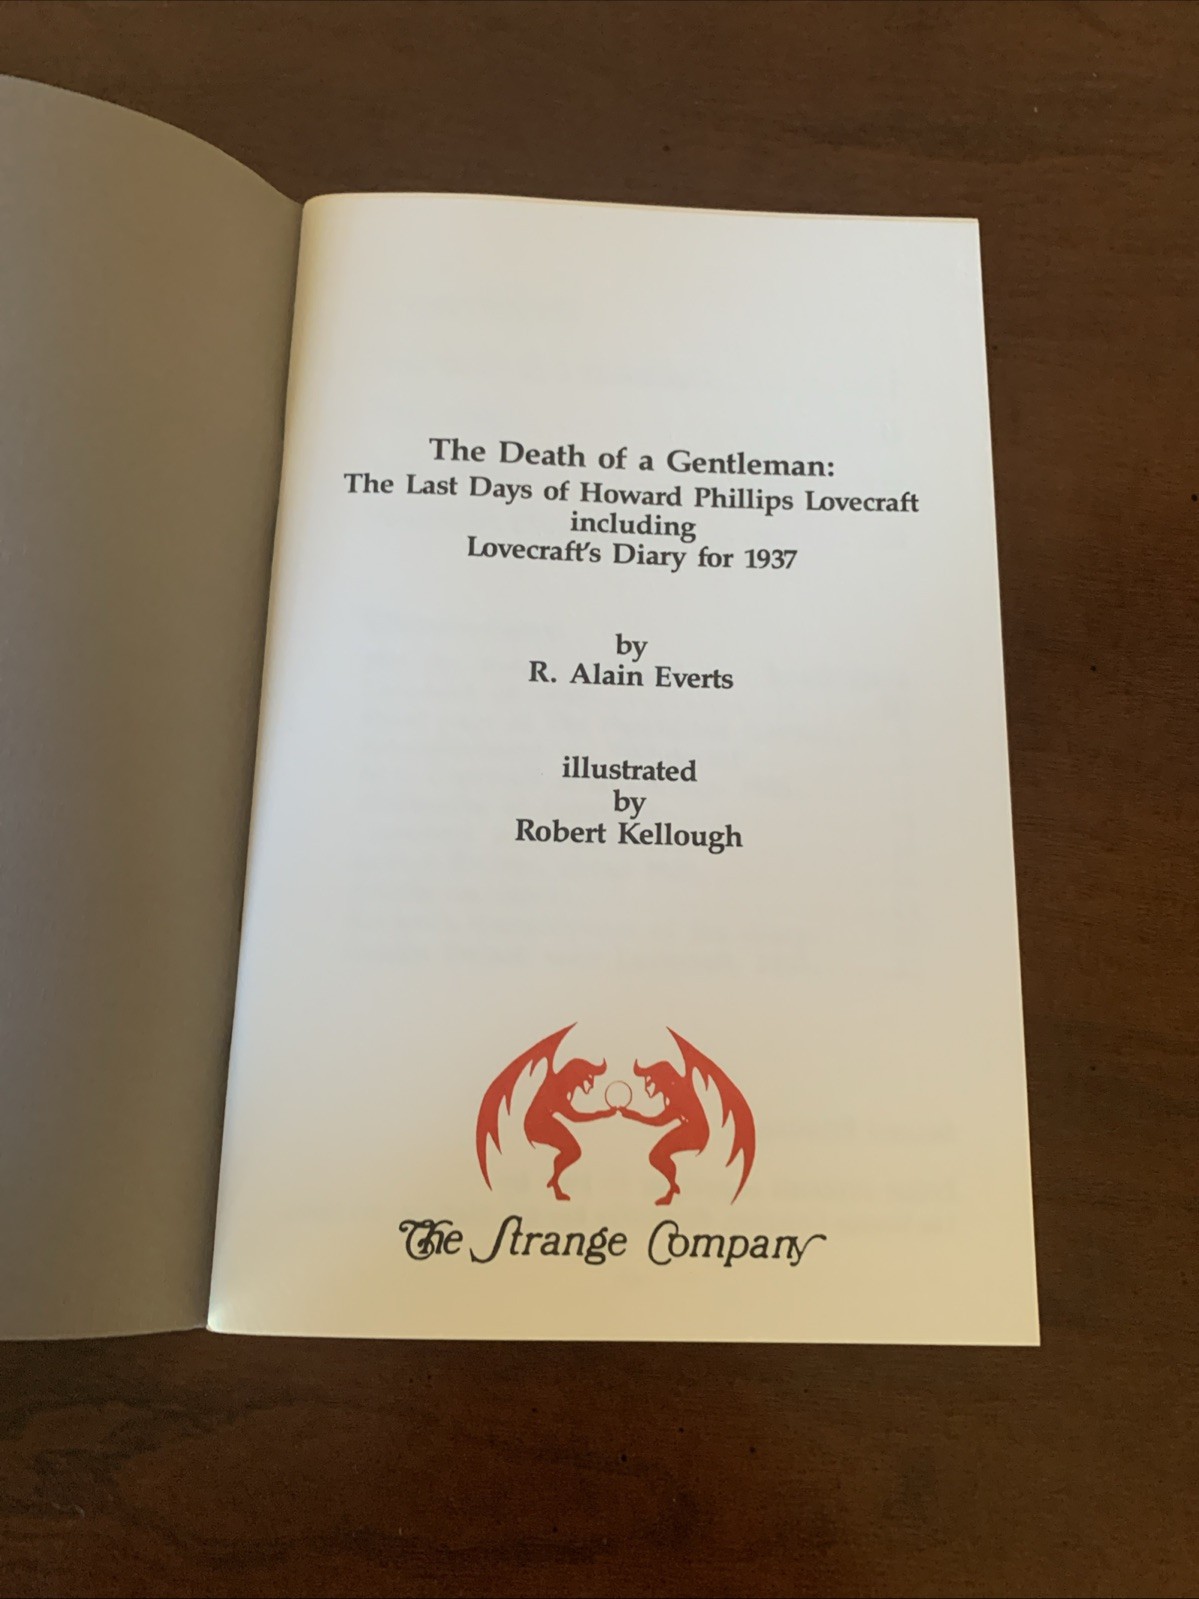 The Death of a Gentleman:
The Last Days of Howard Phillips Lovecraft
including
Lovecraft's Diary for 1937
by
R. Alain Everts
illustrated
by
Robert Kellough
The Strange Company